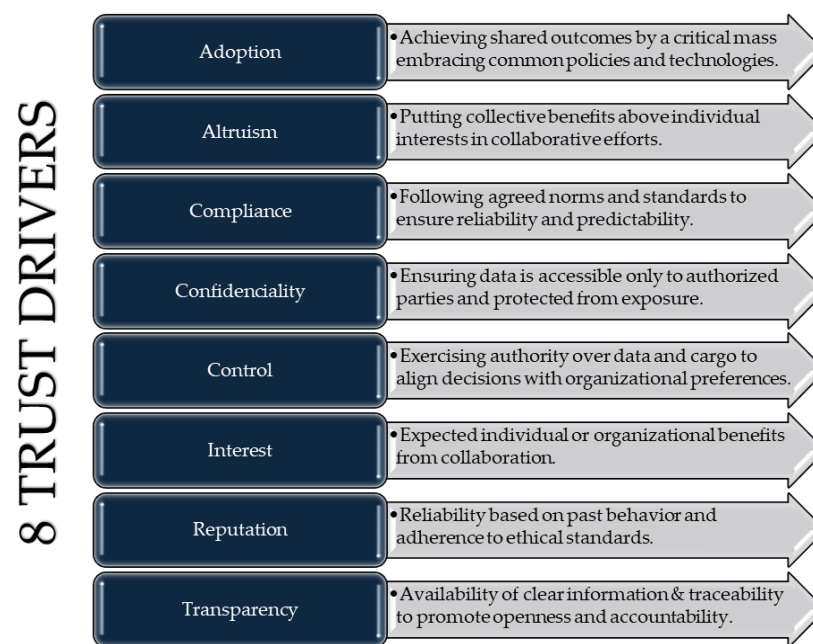 8 TRUST DRIVERS
Adoption
•Achieving shared outcomes by a critical mass
embracing common policies and technologies.
Altruism
•Putting collective benefits above individual
interests in collaborative efforts.
Compliance
•Following agreed norms and standards to
ensure reliability and predictability.
Confidenciality
•Ensuring data is accessible only to authorized
parties and protected from exposure.
Control
•Exercising authority over data and cargo to
align decisions with organizational preferences.
Interest
•Expected individual or organizational benefits
from collaboration.
Reputation
•Reliability based on past behavior and
adherence to ethical standards.
Transparency
•Availability of clear information & traceability
to promote openness and accountability.